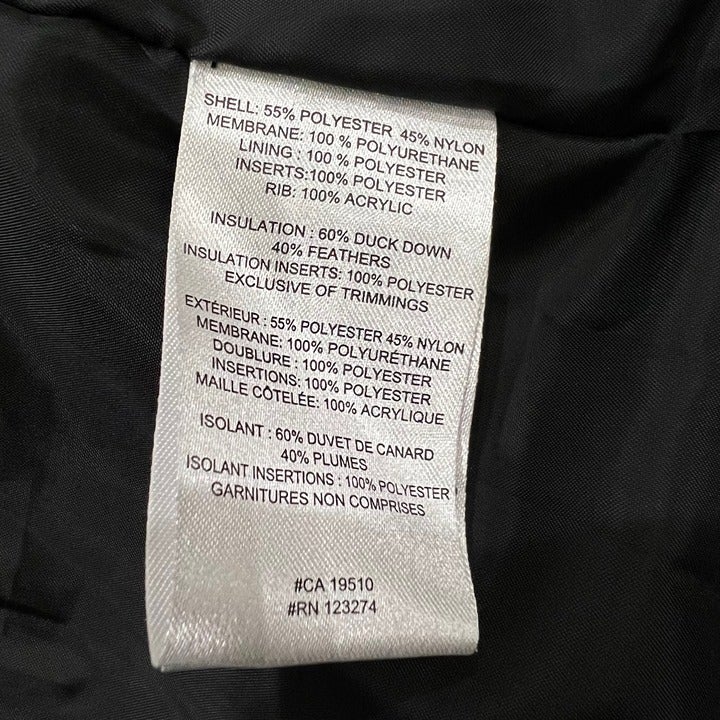 SHELL: 55% POLYESTER 45% NYLON
MEMBRANE: 100 % POLYURETHANE
LINING : 100 % POLYESTER
INSERTS:100% POLYESTER
RIB: 100% ACRYLIC
INSULATION : 60% DUCK DOWN
40% FEATHERS
INSULATION INSERTS: 100% POLYESTER
EXCLUSIVE OF TRIMMINGS
EXTÉRIEUR : 55% POLYESTER 45% NYLON
MEMBRANE: 100% POLYURÉTHANE
DOUBLURE : 100% POLYESTER
INSERTIONS: 100% POLYESTER
MAILLE CÔTELÉE: 100% ACRYLIQUE
ISOLANT : 60% DUVET DE CANARD
40% PLUMES
ISOLANT INSERTIONS : 100% POLYESTER
GARNITURES NON COMPRISES
#CA 19510
#RN 123274